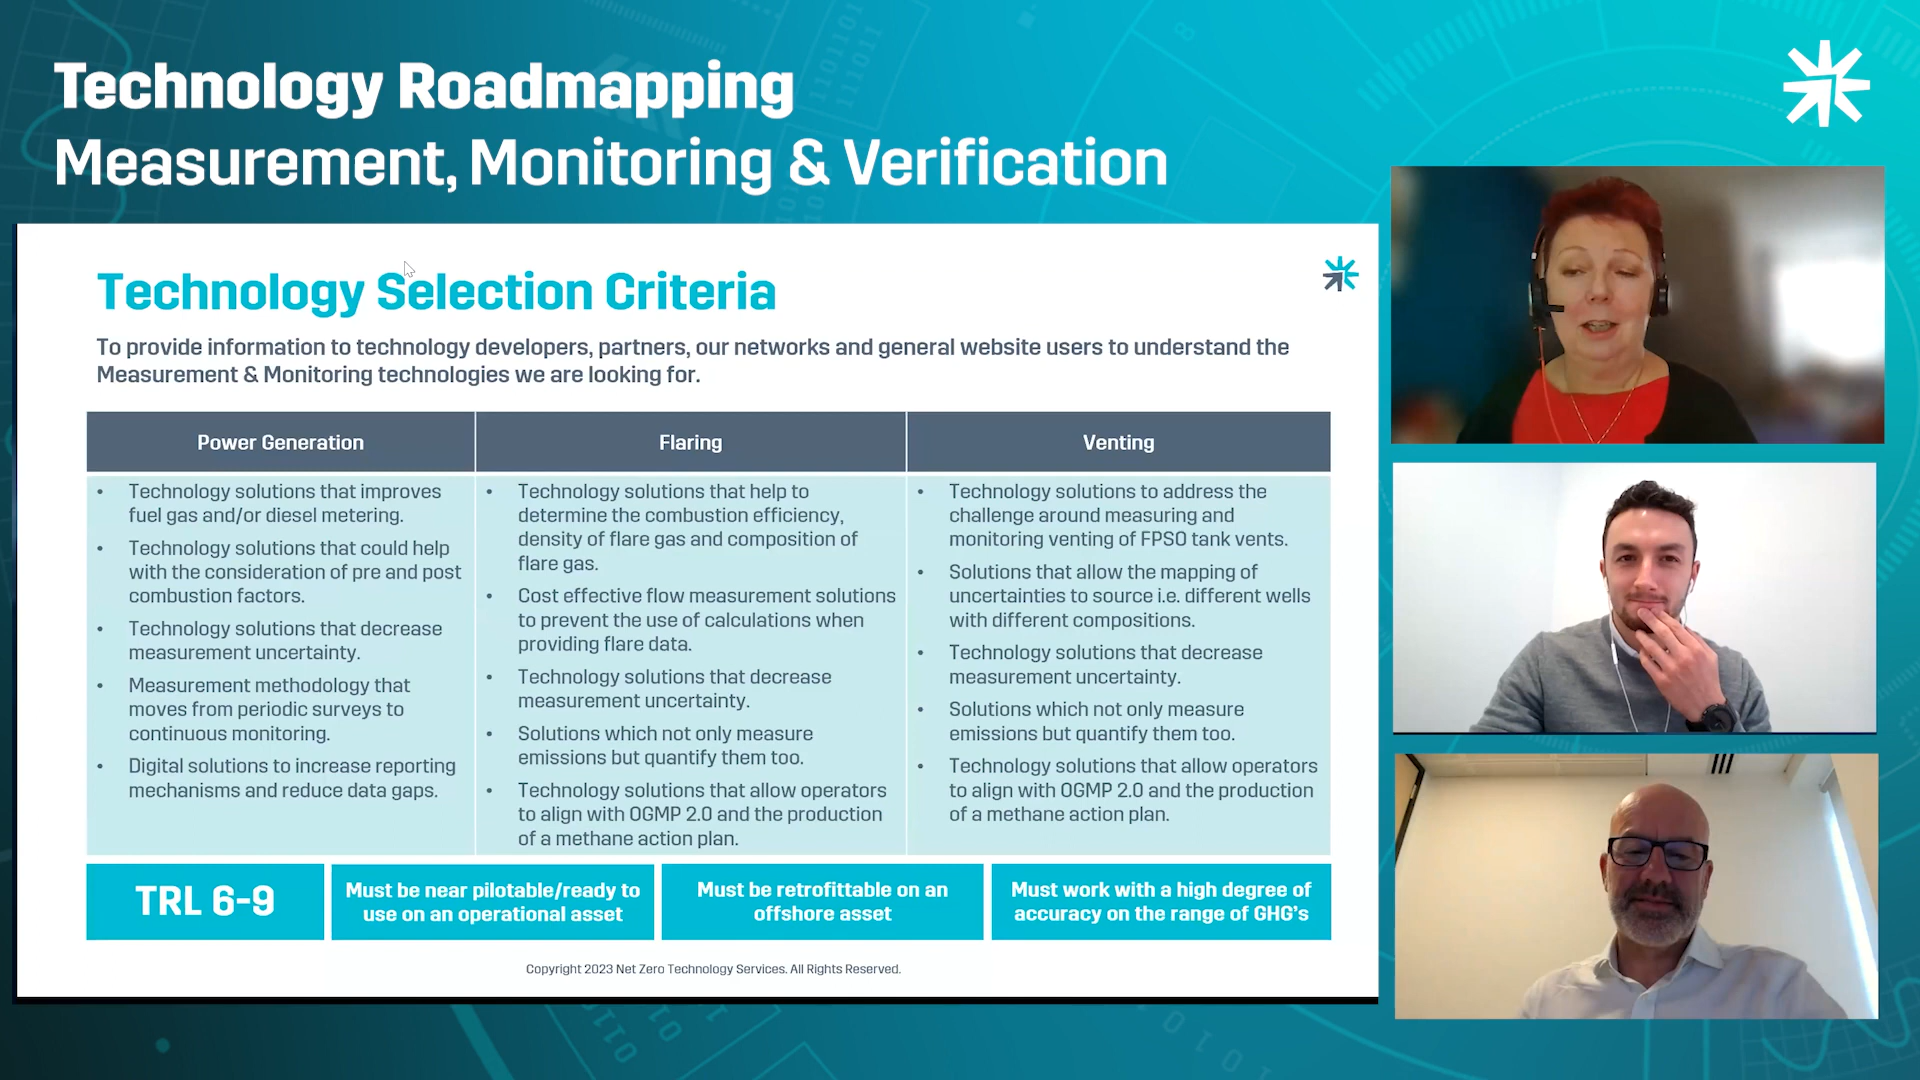 Technology Roadmapping
Measurement, Monitoring & Verification
Technology Selection Criteria
To provide information to technology developers, partners, our networks and general website users to understand the
Measurement & Monitoring technologies we are looking for.
Power Generation
• Technology solutions that improves
fuel gas and/or diesel metering.
• Technology solutions that could help
with the consideration of pre and post
combustion factors.
• Technology solutions that decrease
measurement uncertainty.
• Measurement methodology that
moves from periodic surveys to
continuous monitoring.
• Digital solutions to increase reporting
mechanisms and reduce data gaps.
Flaring
• Technology solutions that help to
determine the combustion efficiency,
density of flare gas and composition of
flare gas.
• Cost effective flow measurement solutions
to prevent the use of calculations when
providing flare data.
• Technology solutions that decrease
measurement uncertainty.
• Solutions which not only measure
emissions but quantify them too.
• Technology solutions that allow operators
to align with OGMP 2.0 and the production
of a methane action plan.
Venting
• Technology solutions to address the
challenge around measuring and
monitoring venting of FPSO tank vents.
• Solutions that allow the mapping of
uncertainties to source i.e. different wells
with different compositions.
• Technology solutions that decrease
measurement uncertainty.
• Solutions which not only measure
emissions but quantify them too.
• Technology solutions that allow operators
to align with OGMP 2.0 and the production
of a methane action plan.
TRL 6-9
Must be near pilotable/ready to
use on an operational asset
Must be retrofittable on an
offshore asset
Must work with a high degree of
accuracy on the range of GHG's
Copyright 2023 Net Zero Technology Services. All Rights Reserved.